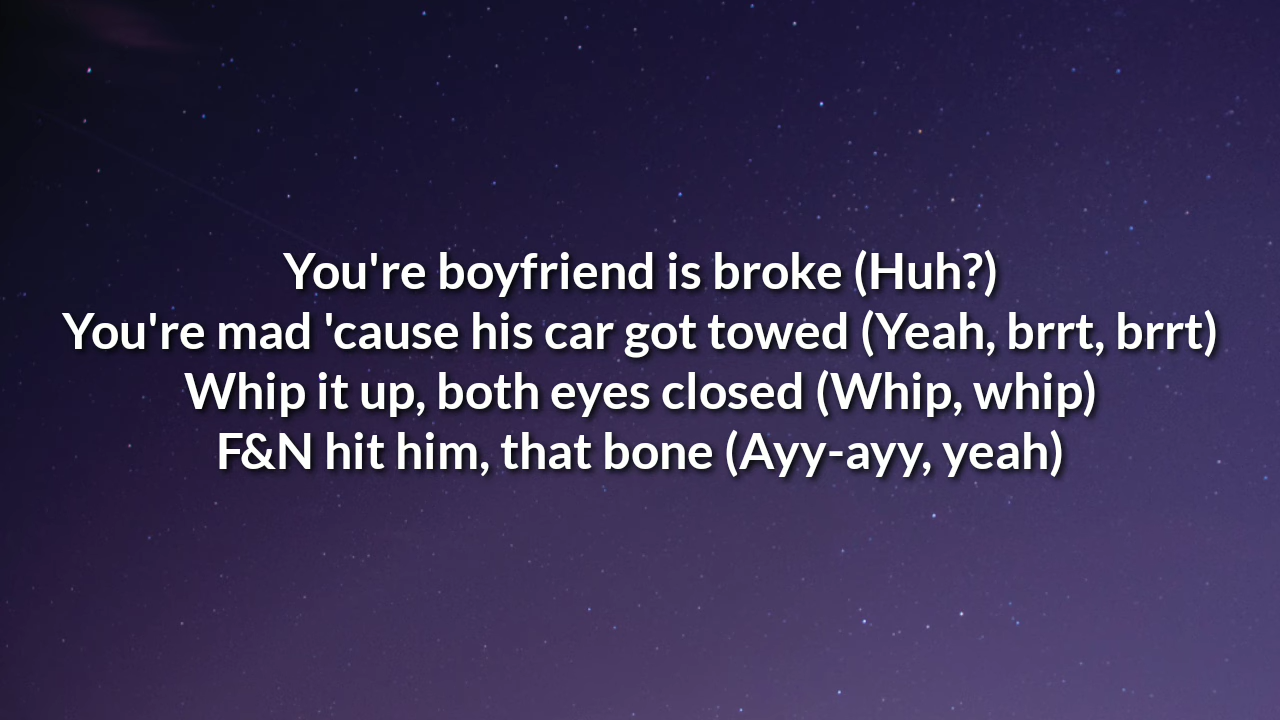 You're boyfriend is broke (Huh?)
You're mad 'cause his car got towed (Yeah, brrt, brrt)
Whip it up, both eyes closed (Whip, whip)
F&N hit him, that bone (Ayy-ayy, yeah)